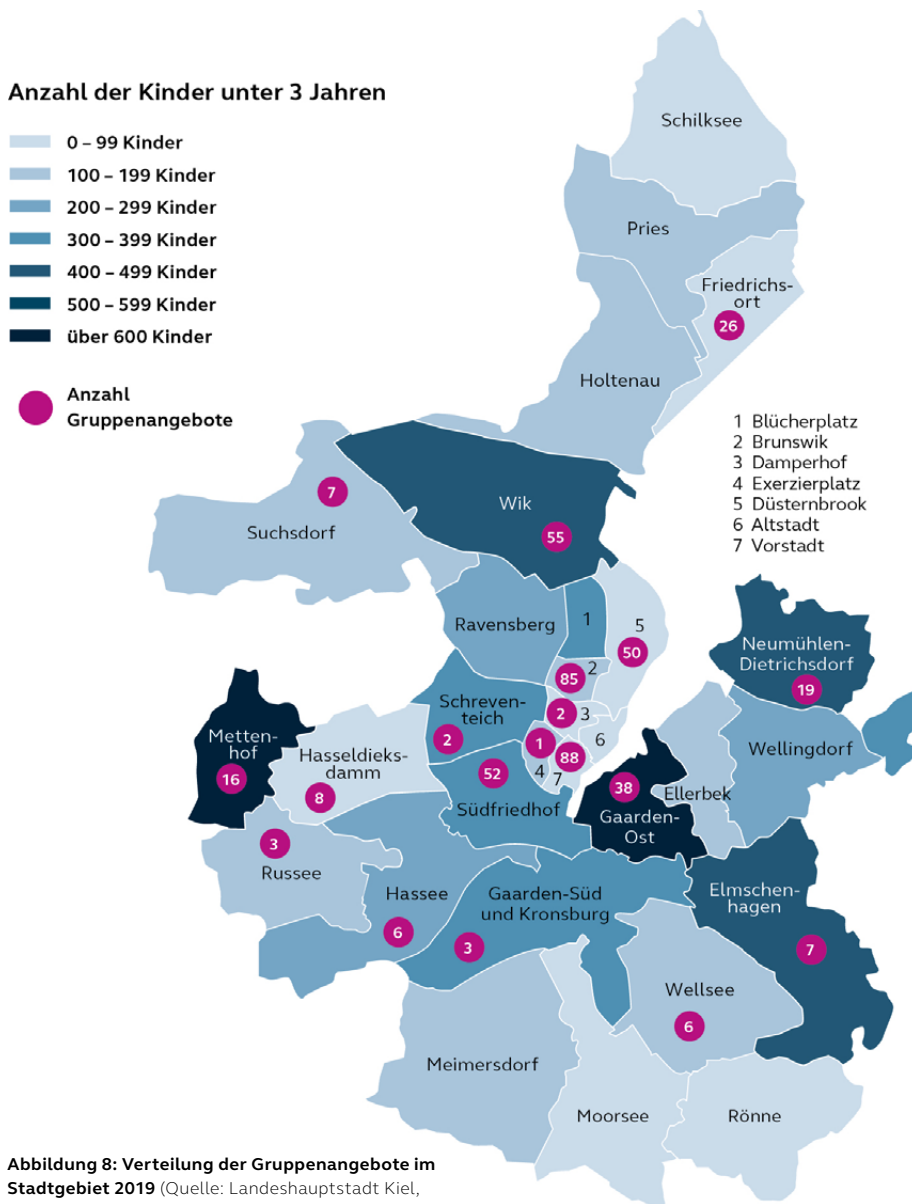 Anzahl der Kinder unter 3 Jahren
0 – 99 Kinder
100 – 199 Kinder
200 – 299 Kinder
300 – 399 Kinder
400 – 499 Kinder
500 – 599 Kinder
über 600 Kinder
Anzahl
Gruppenangebote
Schilksee
Pries
Friedrichs-
ort
26
Holtenau
1 Blücherplatz
2 Brunswik
3 Damperhof
4 Exerzierplatz
5 Düsternbrook
6 Altstadt
7 Vorstadt
7
Suchsdorf
Wik
55
Ravensberg
1
5
50
2
85
Neumühlen-
Dietrichsdorf
19
Schreven-
teich
2
2
3
6
1
4
88
7
Metten-
hof
16
Hasseldieks-
damm
8
52
Südfriedhof
38
Gaarden-
Ost
Ellerbek
Wellingdorf
3
Russee
Hassee
6
Gaarden-Süd
und Kronsburg
3
Elmschen-
hagen
7
Wellsee
6
Meimersdorf
Moorsee
Rönne
Abbildung 8: Verteilung der Gruppenangebote im
Stadtgebiet 2019 (Quelle: Landeshauptstadt Kiel,